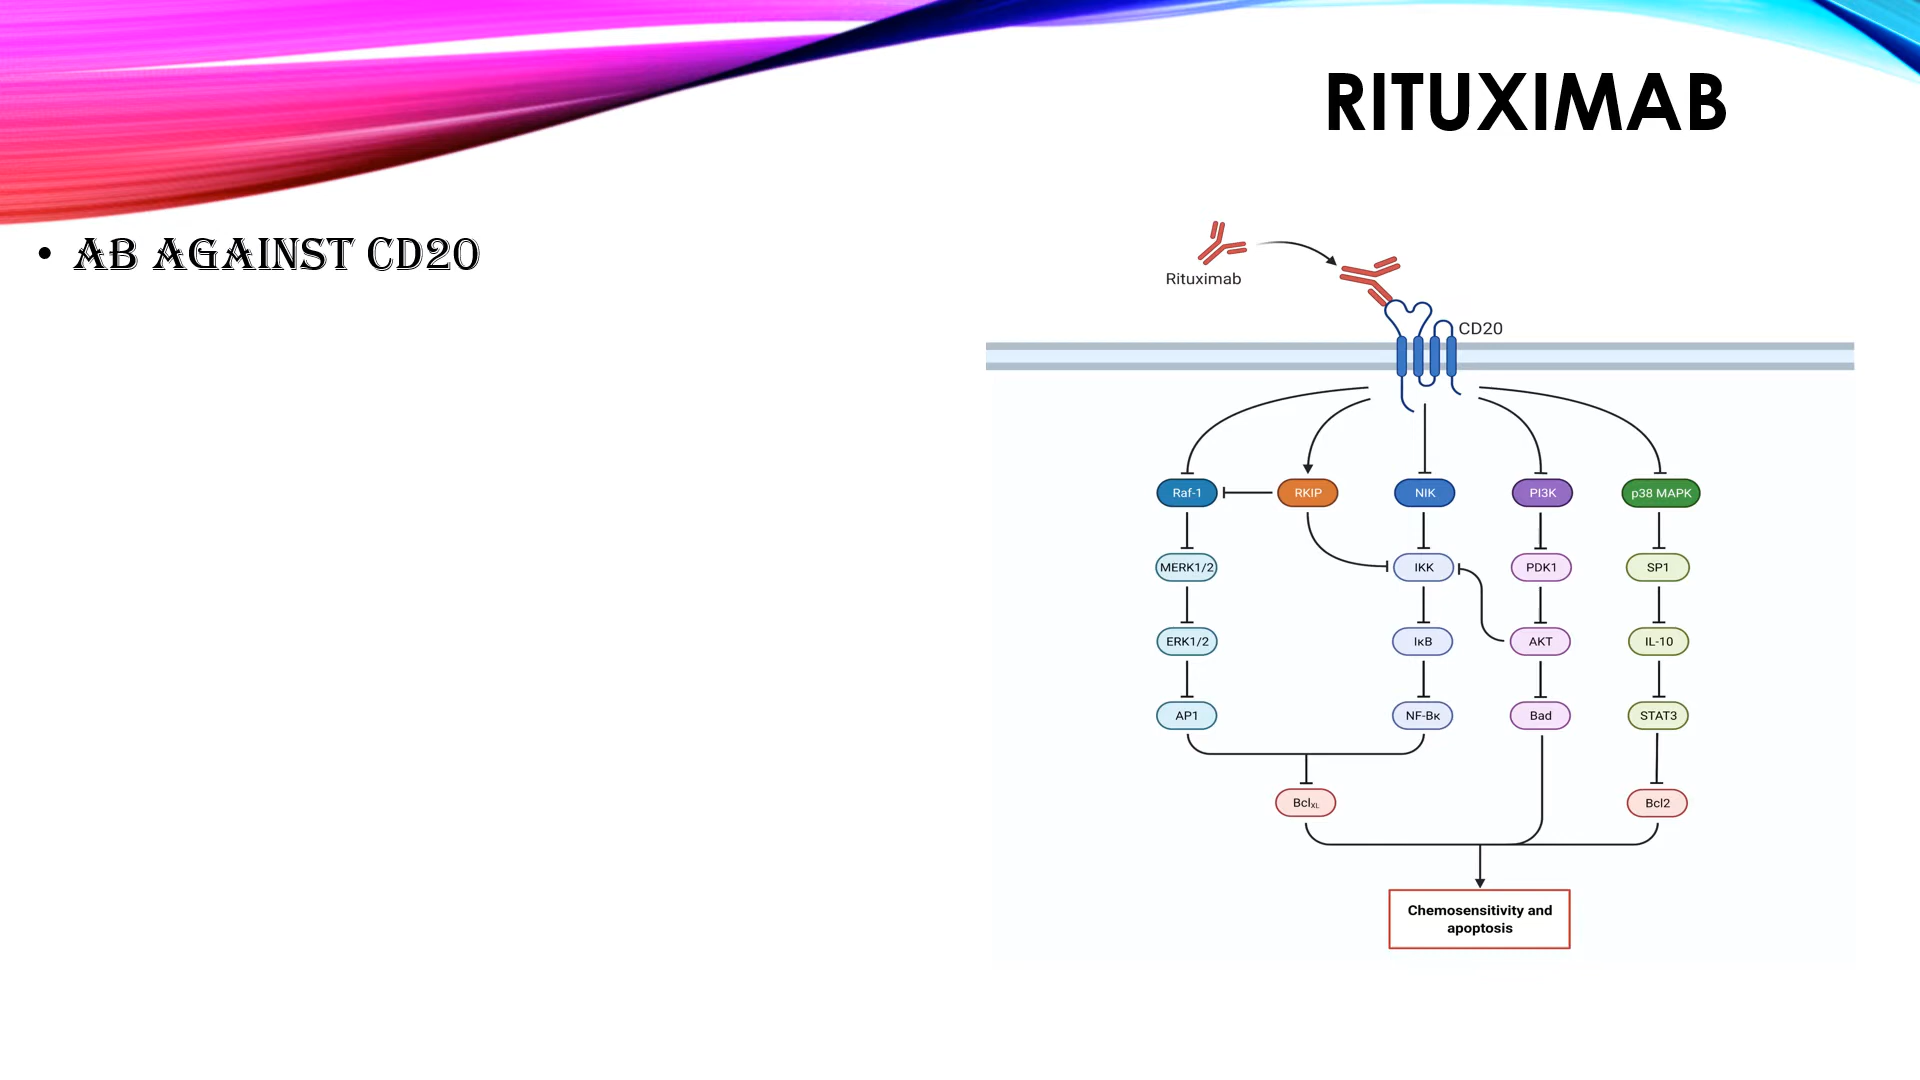 RITUXIMAB
• AB AGAINST CD20
Rituximab
CD20
Raf-1 RKIP NIK PI3K p38 MAPK
MERK1/2 IKK PDK1 SP1
ERK1/2 IκB AKT IL-10
AP1 NF-Bκ Bad STAT3
BclXL Bcl2
Chemosensitivity and
apoptosis